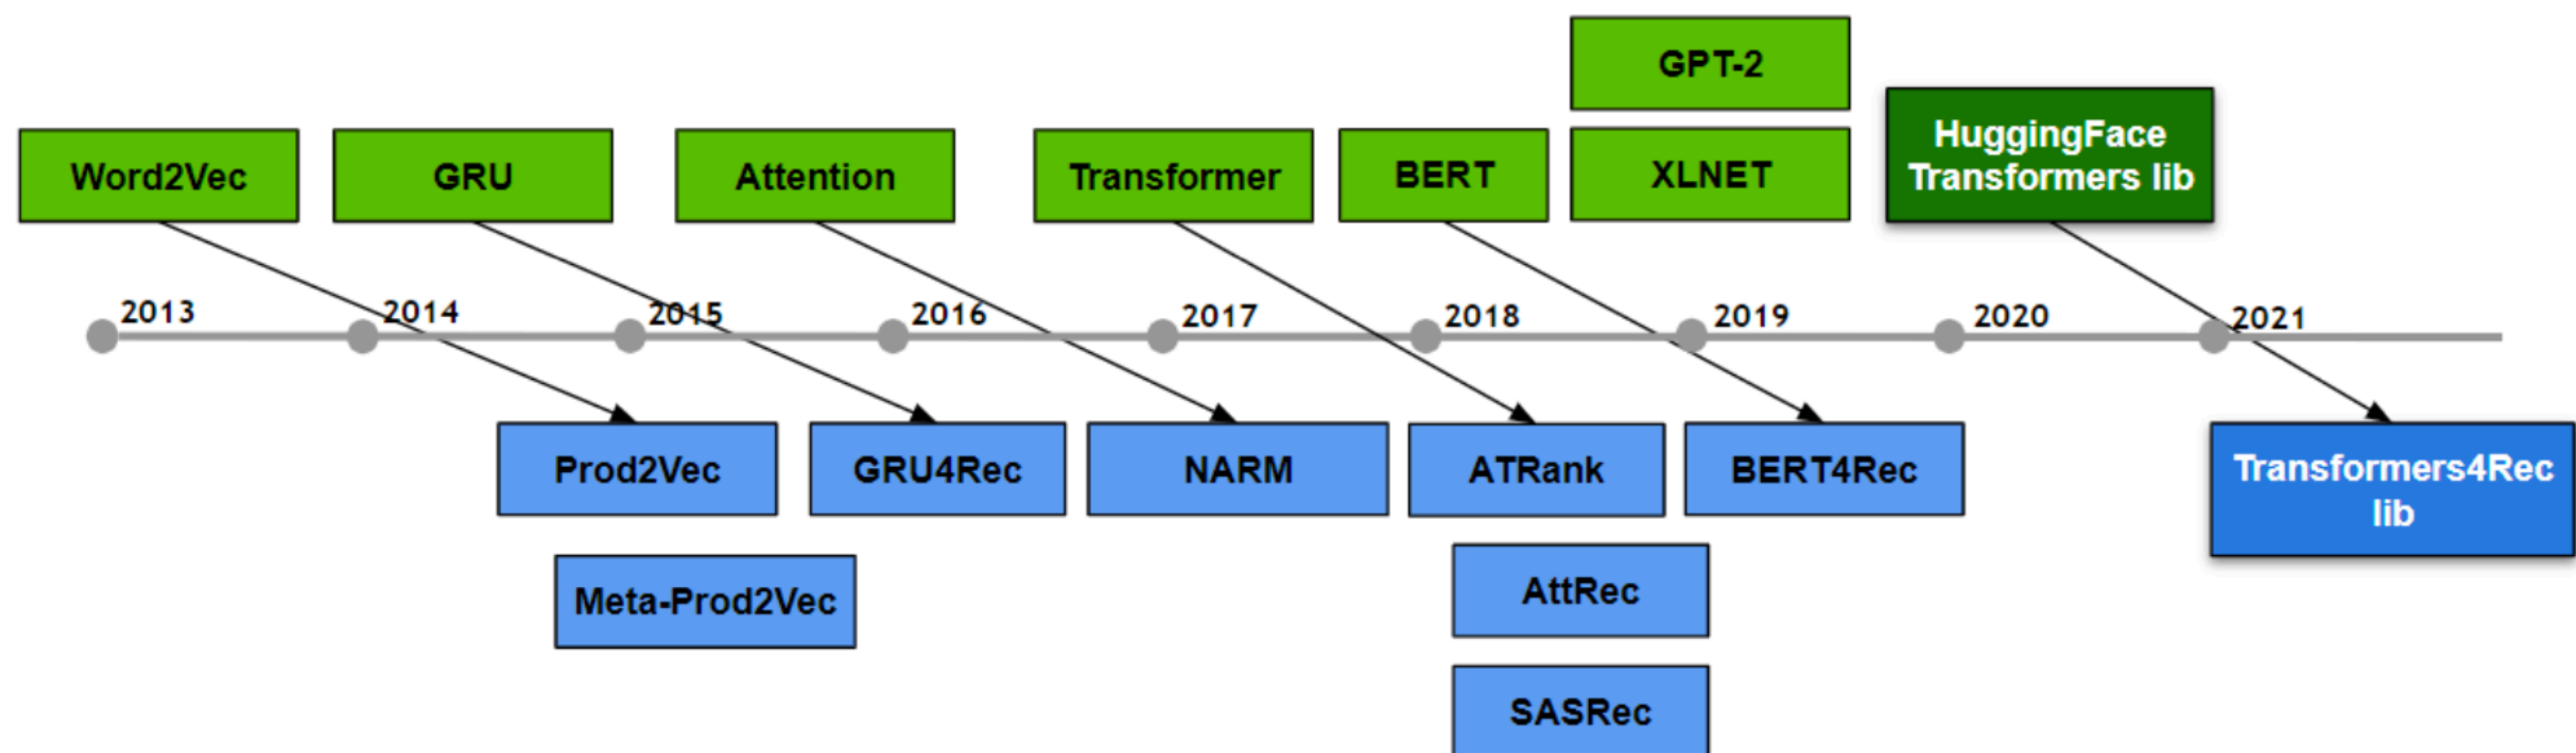 GPT-2
HuggingFace
Transformers lib
Word2Vec
GRU
Attention
Transformer
BERT
XLNET
2013
2014
2015
2016
2017
2018
2019
2020
2021
Prod2Vec
GRU4Rec
NARM
ATRank
BERT4Rec
Transformers4Rec
lib
Meta-Prod2Vec
AttRec
SASRec